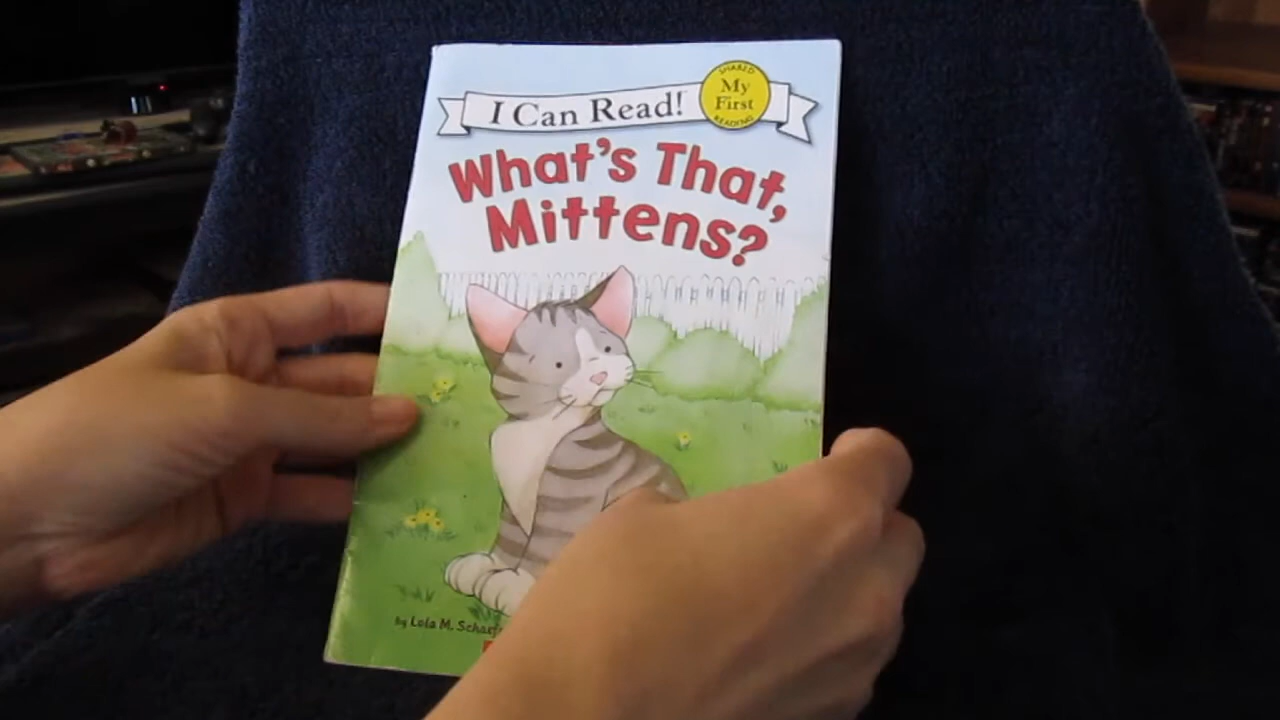 I Can Read!
SHARED
My
First
READING
What's That,
Mittens?
by Lola M.